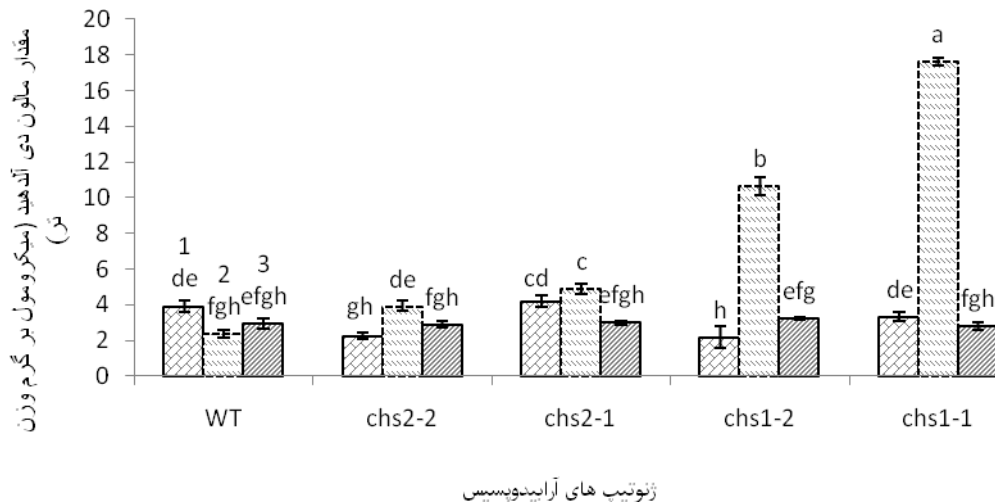 مقدار مالون دی آلدهید (میکرومول بر گرم وزن
تر)
20
18
16
14
12
10
8
6
4
2
0
1
de
2
fgh
3
efgh
gh
de
fgh
cd
c
efgh
h
b
efg
de
a
fgh
WT
chs2-2
chs2-1
chs1-2
chs1-1
ژنوتیپ های آرابیدوپسیس